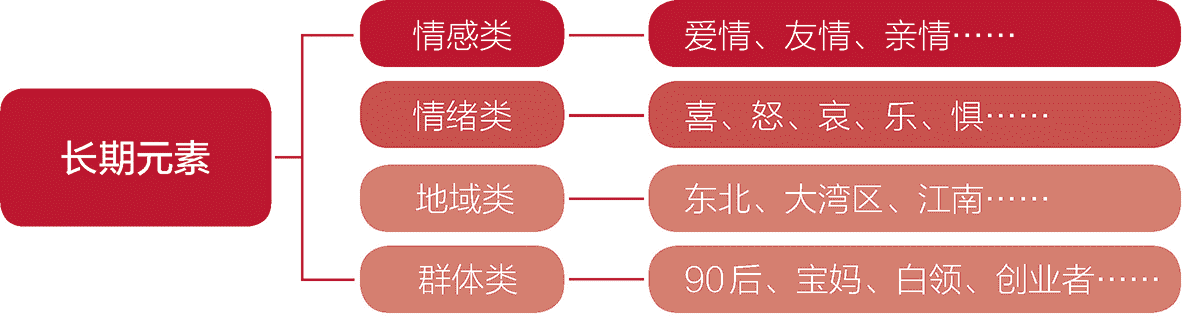 长期元素
情感类
爱情、友情、亲情……
情绪类
喜、怒、哀、乐、惧……
地域类
东北、大湾区、江南……
群体类
90后、宝妈、白领、创业者……